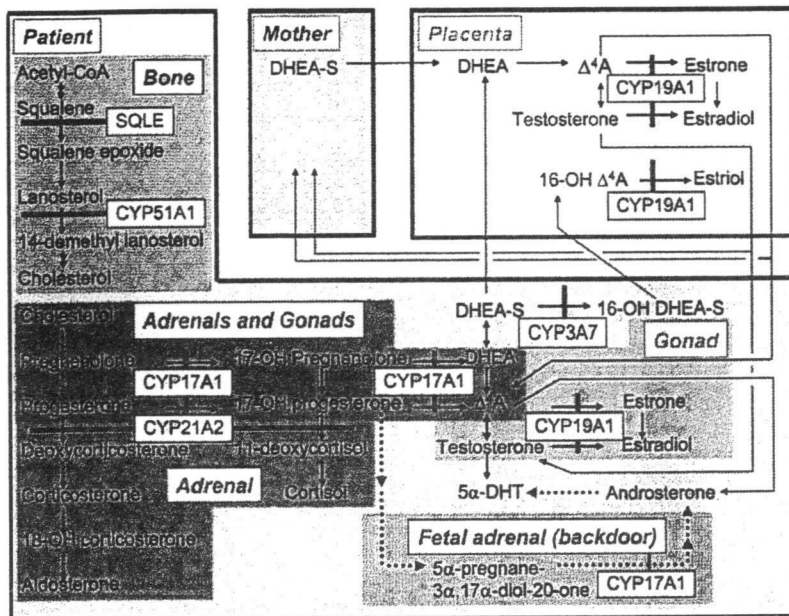 Patient
Bone
Acetyl-CoA
Squalene
SQLE
Squalene epoxide
Lanosterol
CYP51A1
14-demethyl lanosterol
Cholesterol
Mother
DHEA-S
Placenta
DHEA
Δ⁴A
Estrone
CYP19A1
Testosterone
Estradiol
16-OH Δ⁴A
Estriol
CYP19A1
DHEA-S
16-OH DHEA-S
CYP3A7
Gonad
Cholesterol
Adrenals and Gonads
Pregnenolone
17-OH Pregnenolone
DHEA
CYP17A1
CYP17A1
Progesterone
17-OH progesterone
Δ⁴A
Estrone
CYP21A2
CYP19A1
Deoxycorticosterone
11-deoxycortisol
Testosterone
Estradiol
Adrenal
Corticosterone
Cortisol
5α-DHT
Androsterone
18-OH corticosterone
Fetal adrenal (backdoor)
5α-pregnane-
3α,17α-diol-20-one
CYP17A1
Aldosterone